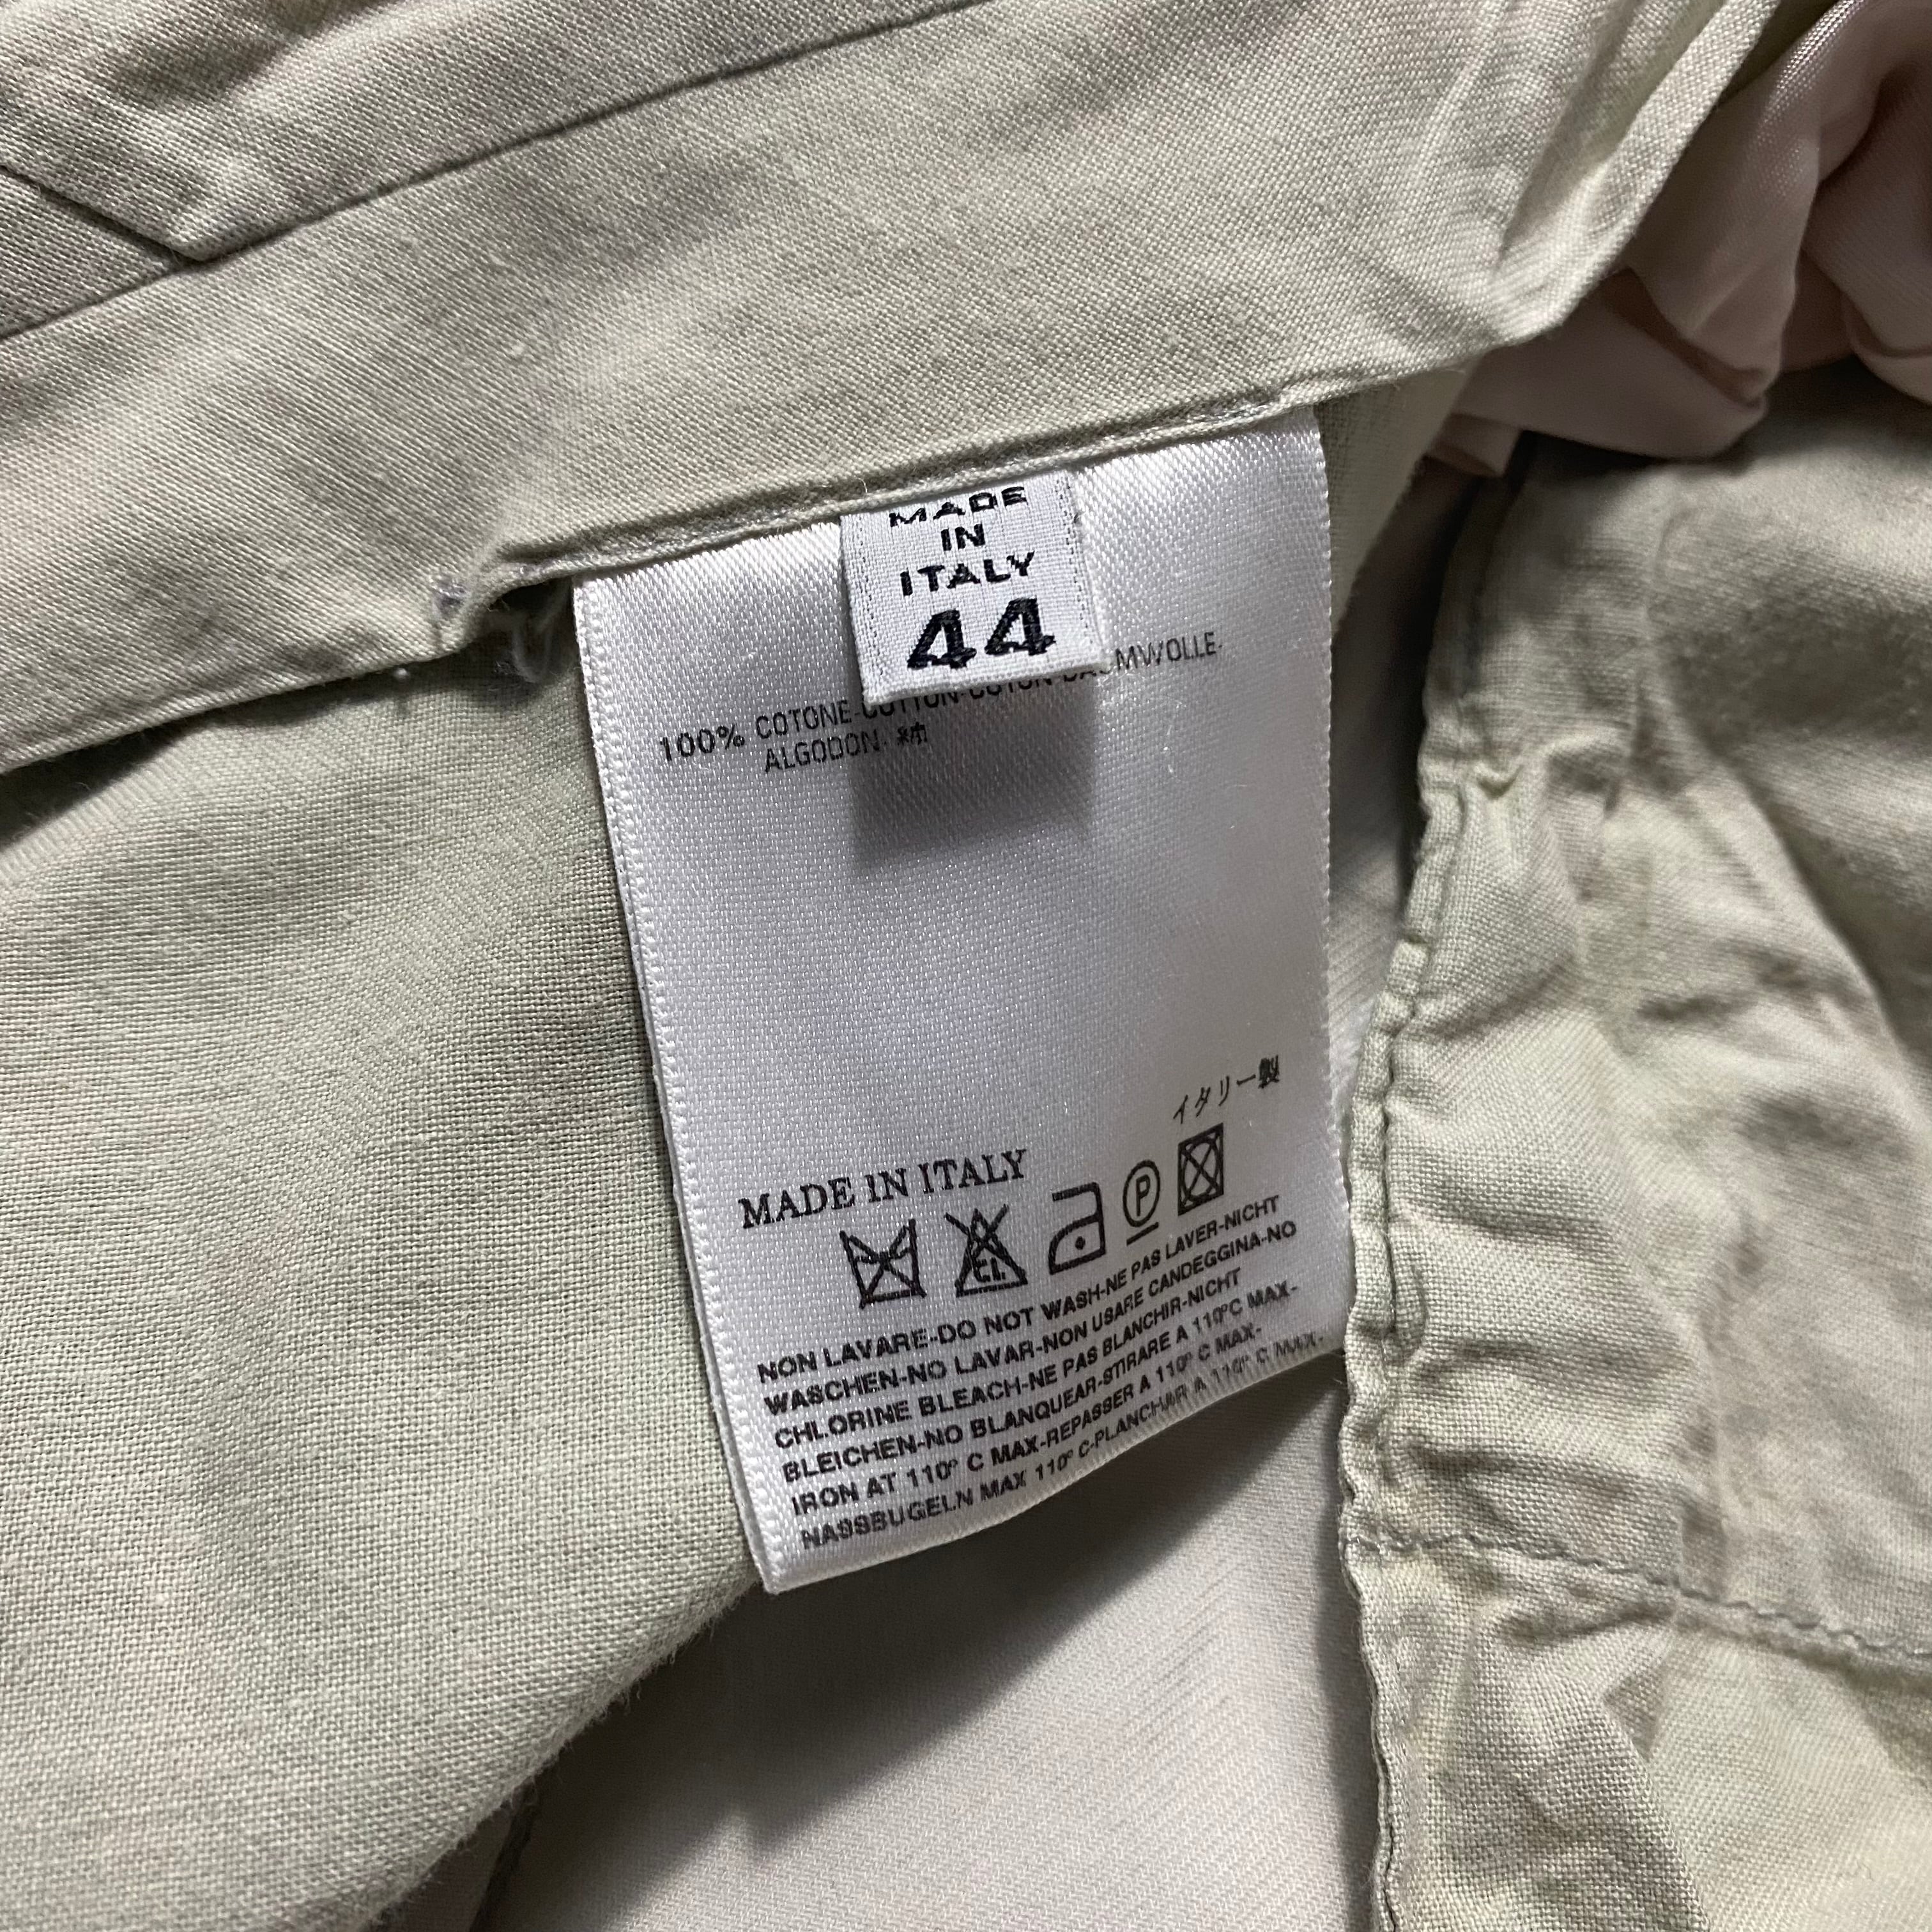 MADE
IN
ITALY
44
100% COTONE-COTTON-COTON-BAUMWOLLE-
ALGODON- 綿
イタリー製
MADE IN ITALY
CL
P
NON LAVARE-DO NOT WASH-NE PAS LAVER-NICHT
WASCHEN-NO LAVAR-NON USARE CANDEGGINA-NO
CHLORINE BLEACH-NE PAS BLANCHIR-NICHT
BLEICHEN-NO BLANQUEAR-STIRARE A 110°C MAX-
IRON AT 110° C MAX-REPASSER A 110° C MAX-
NASSBUGELN MAX 110° C-PLANCHAR A 110° C MAX.